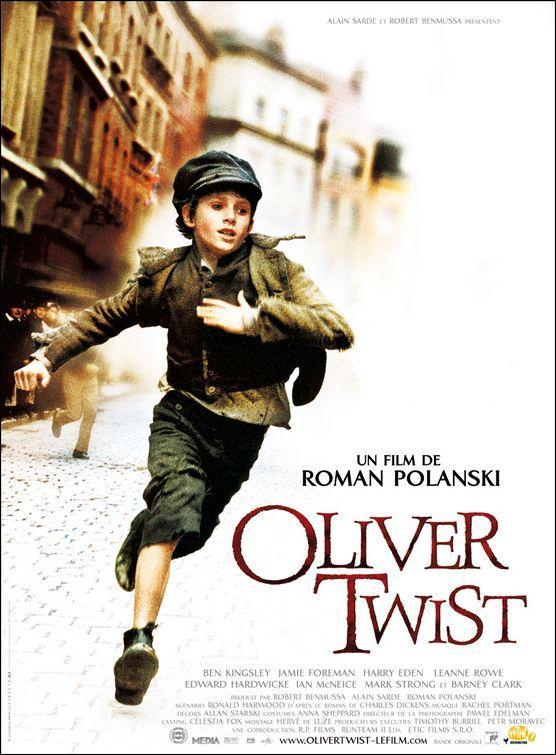 ALAIN SARDE ET ROBERT BENMUSSA PRÉSENTENT
UN FILM DE
ROMAN POLANSKI
OLIVER
TWIST
BEN KINGSLEY JAMIE FOREMAN HARRY EDEN LEANNE ROWE
EDWARD HARDWICKE IAN McNEICE MARK STRONG ET BARNEY CLARK
PRODUIT PAR ROBERT BENMUSSA ALAIN SARDE ROMAN POLANSKI
SCÉNARIO RONALD HARWOOD D'APRÈS LE ROMAN DE CHARLES DICKENS MUSIQUE RACHEL PORTMAN
DÉCORS ALLAN STARSKI COSTUMES ANNA SHEPPARD DIRECTEUR DE LA PHOTOGRAPHIE PAWEL EDELMAN
CASTING CELESTIA FOX MONTAGE HERVÉ DE LUZE PRODUCTEURS EXÉCUTIFS TIMOTHY BURRILL PETR MORAVEC
UNE COPRODUCTION R.P. FILMS RUNTEAM II LTD. ETIC FILMS S.R.O.
MEDIA WWW.OLIVERTWIST-LEFILM.COM BANDE ORIGINALE